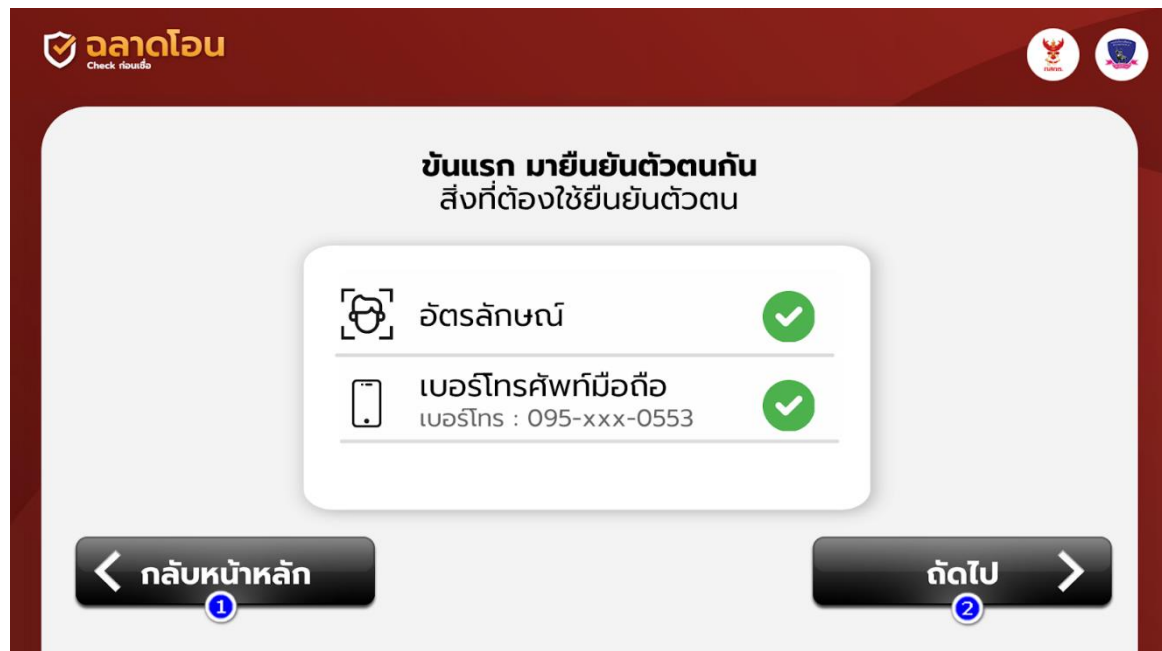 ฉลาดโอน
Check ก่อนเชื่อ
กสทช.
ขั้นแรก มายืนยันตัวตนกัน
สิ่งที่ต้องใช้ยืนยันตัวตน
อัตรลักษณ์
เบอร์โทรศัพท์มือถือ
เบอร์โทร : 095-xxx-0553
กลับหน้าหลัก
1
ถัดไป
2